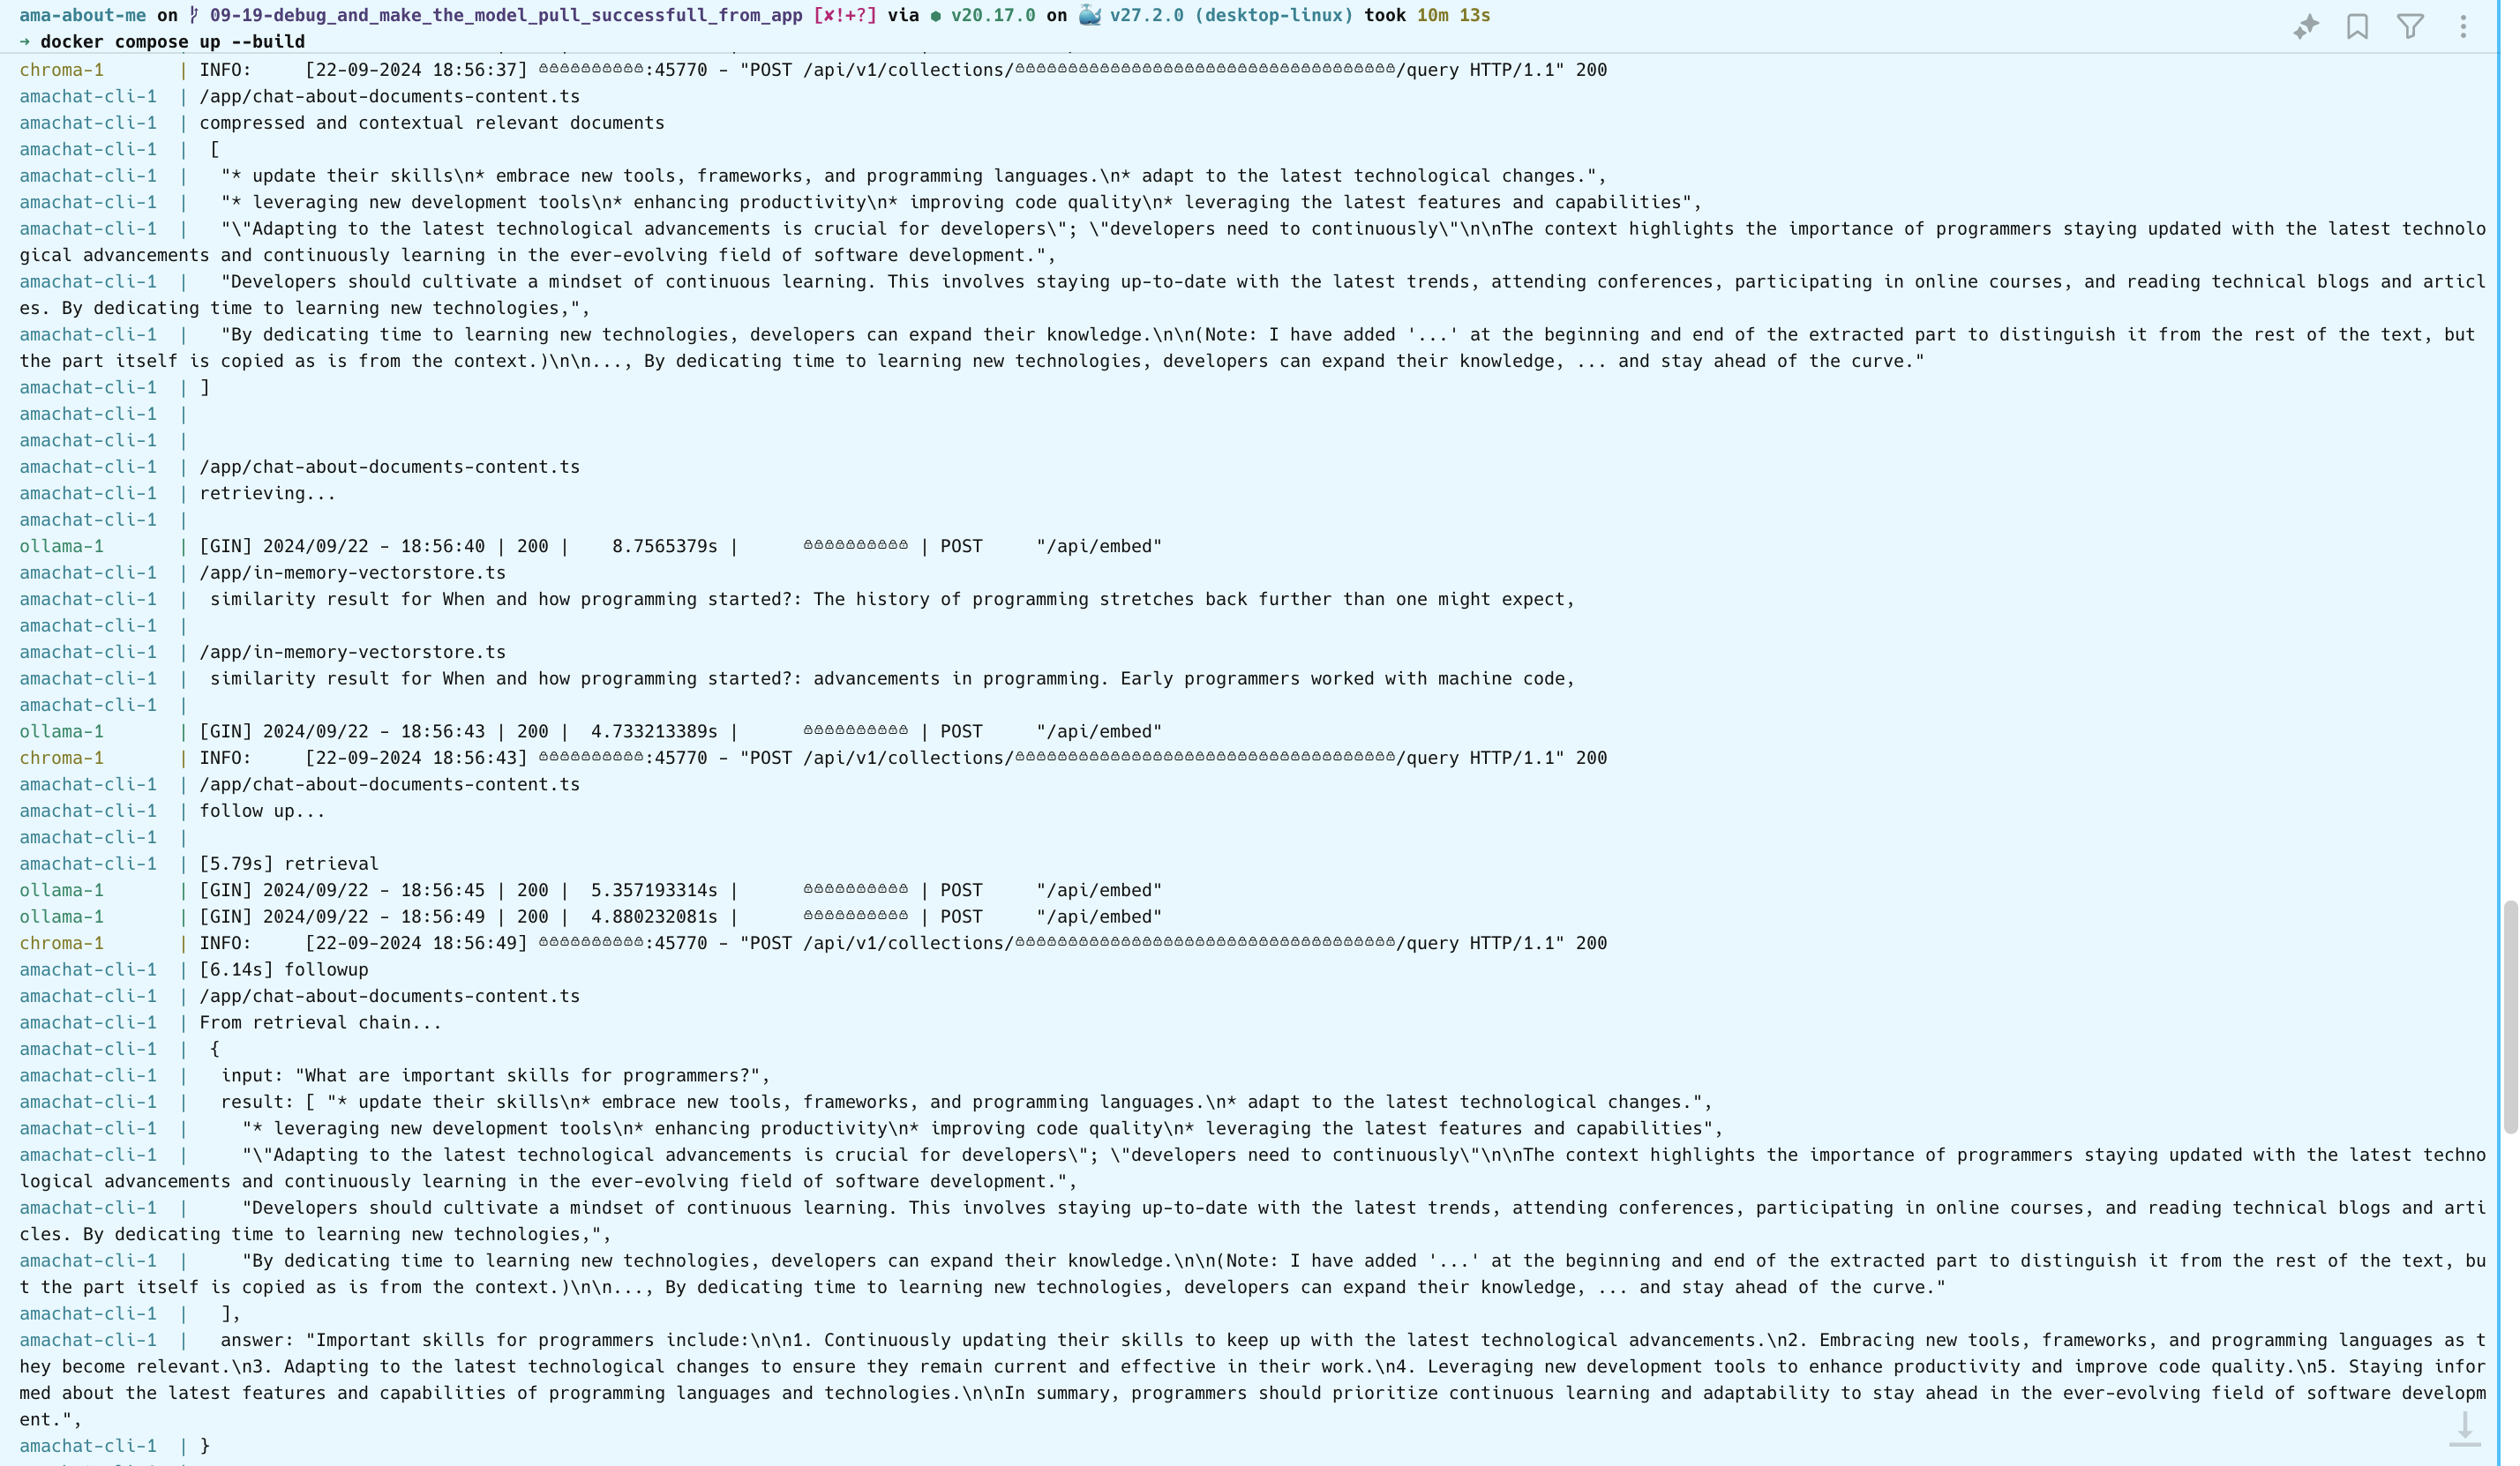 ama-about-me on 09-19-debug_and_make_the_model_pull_successfull_from_app [✘!+?] via ⬢ v20.17.0 on 🐳 v27.2.0 (desktop-linux) took 10m 13s
→ docker compose up --build
chroma-1 | INFO: [22-09-2024 18:56:37] :45770 - "POST /api/v1/collections/ /query HTTP/1.1" 200
amachat-cli-1 | /app/chat-about-documents-content.ts
amachat-cli-1 | compressed and contextual relevant documents
amachat-cli-1 | [
amachat-cli-1 | "* update their skills\n* embrace new tools, frameworks, and programming languages.\n* adapt to the latest technological changes.",
amachat-cli-1 | "* leveraging new development tools\n* enhancing productivity\n* improving code quality\n* leveraging the latest features and capabilities",
amachat-cli-1 | "\"Adapting to the latest technological advancements is crucial for developers\"; \"developers need to continuously\"\n\nThe context highlights the importance of programmers staying updated with the latest technolo
gical advancements and continuously learning in the ever-evolving field of software development.",
amachat-cli-1 | "Developers should cultivate a mindset of continuous learning. This involves staying up-to-date with the latest trends, attending conferences, participating in online courses, and reading technical blogs and articl
es. By dedicating time to learning new technologies,",
amachat-cli-1 | "By dedicating time to learning new technologies, developers can expand their knowledge.\n\n(Note: I have added '...' at the beginning and end of the extracted part to distinguish it from the rest of the text, but
the part itself is copied as is from the context.)\n\n..., By dedicating time to learning new technologies, developers can expand their knowledge, ... and stay ahead of the curve."
amachat-cli-1 | ]
amachat-cli-1 |
amachat-cli-1 |
amachat-cli-1 | /app/chat-about-documents-content.ts
amachat-cli-1 | retrieving...
amachat-cli-1 |
ollama-1 | [GIN] 2024/09/22 - 18:56:40 | 200 | 8.7565379s | | POST "/api/embed"
amachat-cli-1 | /app/in-memory-vectorstore.ts
amachat-cli-1 | similarity result for When and how programming started?: The history of programming stretches back further than one might expect,
amachat-cli-1 |
amachat-cli-1 | /app/in-memory-vectorstore.ts
amachat-cli-1 | similarity result for When and how programming started?: advancements in programming. Early programmers worked with machine code,
amachat-cli-1 |
ollama-1 | [GIN] 2024/09/22 - 18:56:43 | 200 | 4.733213389s | | POST "/api/embed"
chroma-1 | INFO: [22-09-2024 18:56:43] :45770 - "POST /api/v1/collections/ /query HTTP/1.1" 200
amachat-cli-1 | /app/chat-about-documents-content.ts
amachat-cli-1 | follow up...
amachat-cli-1 |
amachat-cli-1 | [5.79s] retrieval
ollama-1 | [GIN] 2024/09/22 - 18:56:45 | 200 | 5.357193314s | | POST "/api/embed"
ollama-1 | [GIN] 2024/09/22 - 18:56:49 | 200 | 4.880232081s | | POST "/api/embed"
chroma-1 | INFO: [22-09-2024 18:56:49] :45770 - "POST /api/v1/collections/ /query HTTP/1.1" 200
amachat-cli-1 | [6.14s] followup
amachat-cli-1 | /app/chat-about-documents-content.ts
amachat-cli-1 | From retrieval chain...
amachat-cli-1 | {
amachat-cli-1 | input: "What are important skills for programmers?",
amachat-cli-1 | result: [ "* update their skills\n* embrace new tools, frameworks, and programming languages.\n* adapt to the latest technological changes.",
amachat-cli-1 | "* leveraging new development tools\n* enhancing productivity\n* improving code quality\n* leveraging the latest features and capabilities",
amachat-cli-1 | "\"Adapting to the latest technological advancements is crucial for developers\"; \"developers need to continuously\"\n\nThe context highlights the importance of programmers staying updated with the latest techno
logical advancements and continuously learning in the ever-evolving field of software development.",
amachat-cli-1 | "Developers should cultivate a mindset of continuous learning. This involves staying up-to-date with the latest trends, attending conferences, participating in online courses, and reading technical blogs and arti
cles. By dedicating time to learning new technologies,",
amachat-cli-1 | "By dedicating time to learning new technologies, developers can expand their knowledge.\n\n(Note: I have added '...' at the beginning and end of the extracted part to distinguish it from the rest of the text, bu
t the part itself is copied as is from the context.)\n\n..., By dedicating time to learning new technologies, developers can expand their knowledge, ... and stay ahead of the curve."
amachat-cli-1 | ],
amachat-cli-1 | answer: "Important skills for programmers include:\n\n1. Continuously updating their skills to keep up with the latest technological advancements.\n2. Embracing new tools, frameworks, and programming languages as t
hey become relevant.\n3. Adapting to the latest technological changes to ensure they remain current and effective in their work.\n4. Leveraging new development tools to enhance productivity and improve code quality.\n5. Staying infor
med about the latest features and capabilities of programming languages and technologies.\n\nIn summary, programmers should prioritize continuous learning and adaptability to stay ahead in the ever-evolving field of software developm
ent.",
amachat-cli-1 | }